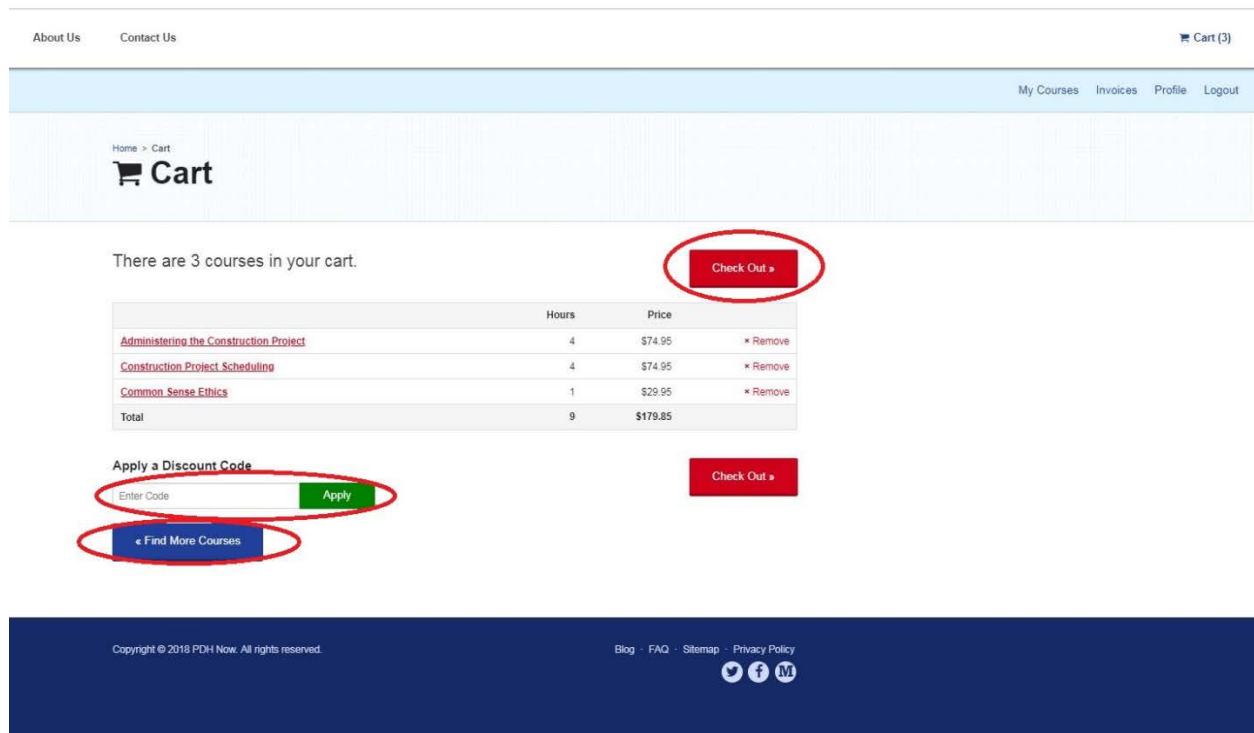 About Us Contact Us Cart (3)
My Courses Invoices Profile Logout
Home > Cart
Cart
There are 3 courses in your cart.
Check Out »
Hours Price
Administering the Construction Project 4 $74.95 × Remove
Construction Project Scheduling 4 $74.95 × Remove
Common Sense Ethics 1 $29.95 × Remove
Total 9 $179.85
Apply a Discount Code
Check Out »
Enter Code Apply
« Find More Courses
Copyright © 2018 PDH Now. All rights reserved. Blog · FAQ · Sitemap · Privacy Policy